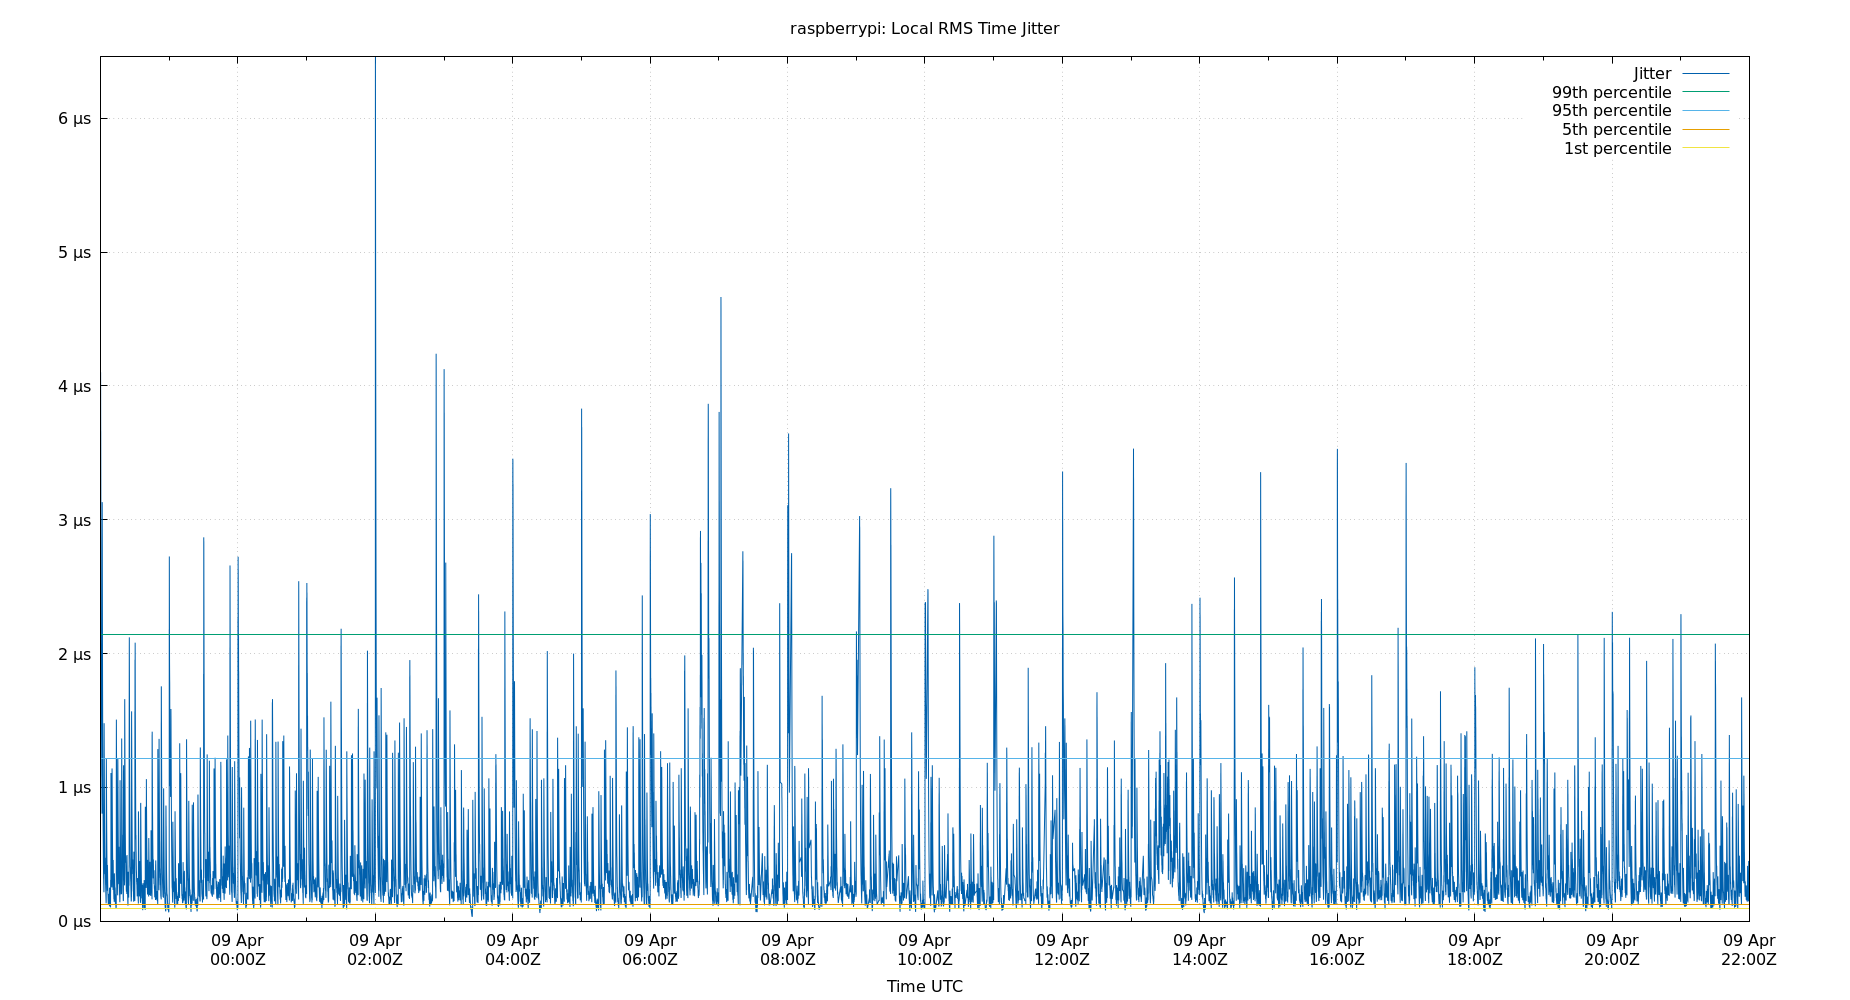 raspberrypi: Local RMS Time Jitter
Jitter
99th percentile
95th percentile
5th percentile
1st percentile
6 µs
5 µs
4 µs
3 µs
2 µs
1 µs
0 µs
09 Apr 09 Apr 09 Apr 09 Apr 09 Apr 09 Apr 09 Apr 09 Apr 09 Apr 09 Apr 09 Apr 09 Apr
00:00Z 02:00Z 04:00Z 06:00Z 08:00Z 10:00Z 12:00Z 14:00Z 16:00Z 18:00Z 20:00Z 22:00Z
Time UTC